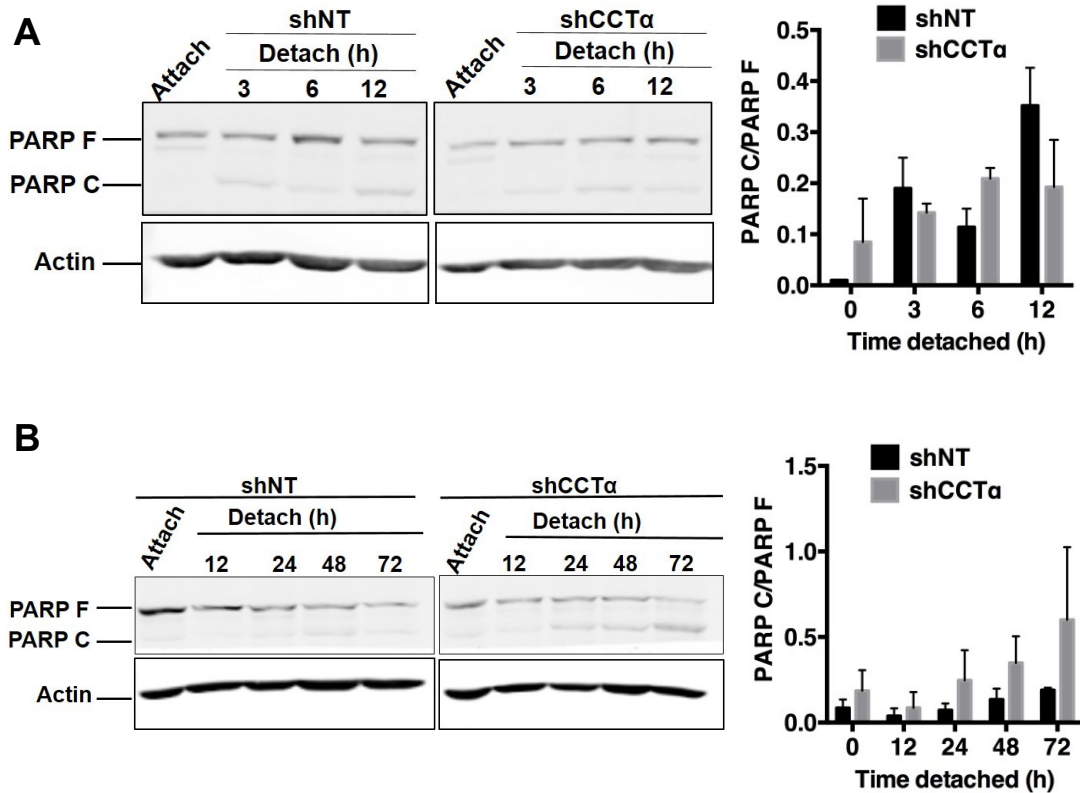 A
shNT
shCCTα
Attach
Detach (h)
3 6 12
Attach
Detach (h)
3 6 12
PARP F
PARP C
Actin
shNT
shCCTα
PARP C/PARP F
0.5
0.4
0.3
0.2
0.1
0.0
0 3 6 12
Time detached (h)
B
shNT
shCCTα
Attach
Detach (h)
12 24 48 72
Attach
Detach (h)
12 24 48 72
PARP F
PARP C
Actin
shNT
shCCTα
PARP C/PARP F
1.5
1.0
0.5
0.0
0 12 24 48 72
Time detached (h)